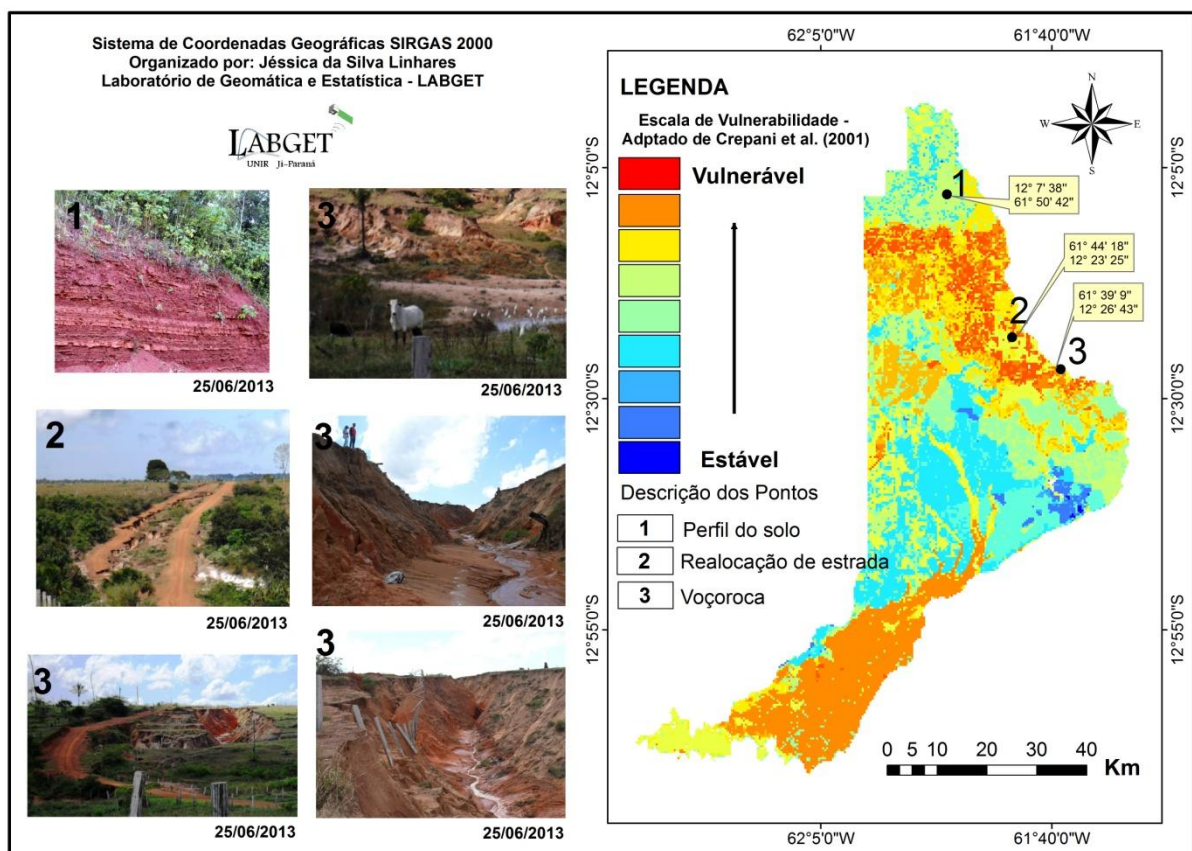 Sistema de Coordenadas Geográficas SIRGAS 2000
Organizado por: Jéssica da Silva Linhares
Laboratório de Geomática e Estatística - LABGET
LABGET
UNIR Ji-Paraná
1
25/06/2013
3
25/06/2013
2
25/06/2013
3
25/06/2013
3
25/06/2013
3
25/06/2013
LEGENDA
Escala de Vulnerabilidade -
Adptado de Crepani et al. (2001)
Vulnerável
Estável
Descrição dos Pontos
1 Perfil do solo
2 Realocação de estrada
3 Voçoroca
62°5'0"W
61°40'0"W
N
W
E
S
12°5'0"S
12°5'0"S
1
12° 7' 38"
61° 50' 42"
61° 44' 18"
12° 23' 25"
2
61° 39' 9"
12° 26' 43"
3
12°30'0"S
12°30'0"S
12°55'0"S
12°55'0"S
0 5 10 20 30 40
Km
62°5'0"W
61°40'0"W